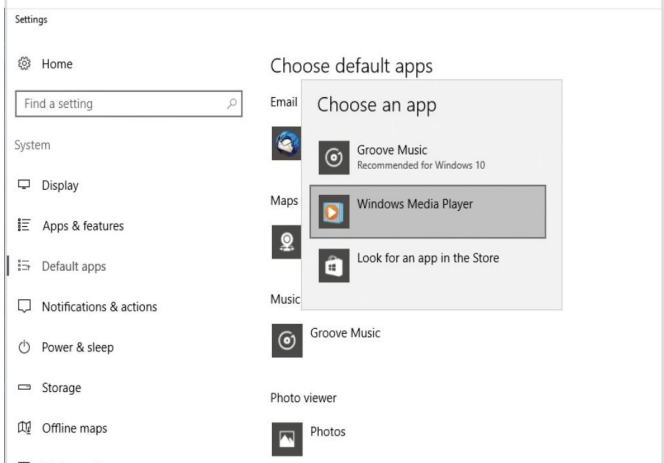 Settings
Home
Find a setting
System
Display
Apps & features
Default apps
Notifications & actions
Power & sleep
Storage
Offline maps
Choose default apps
Email
Maps
Music
Groove Music
Photo viewer
Photos
Choose an app
Groove Music
Recommended for Windows 10
Windows Media Player
Look for an app in the Store